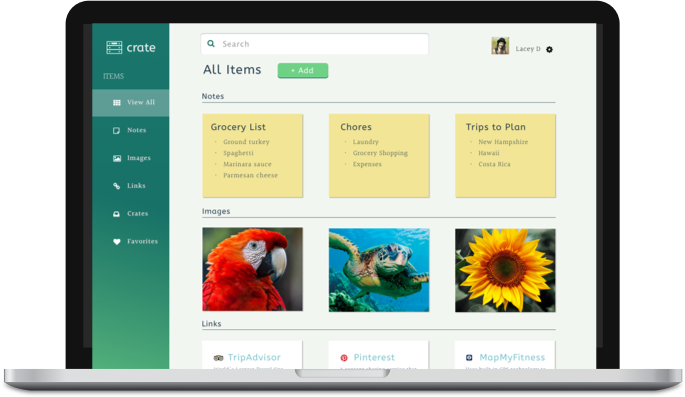 crate
ITEMS
View All
Notes
Images
Links
Crates
Favorites
Search
Lacey D
All Items
+ Add
Notes
Grocery List
Ground turkey
Spaghetti
Marinara sauce
Parmesan cheese
Chores
Laundry
Grocery Shopping
Expenses
Trips to Plan
New Hampshire
Hawaii
Costa Rica
Images
Links
TripAdvisor
Pinterest
MapMyFitness